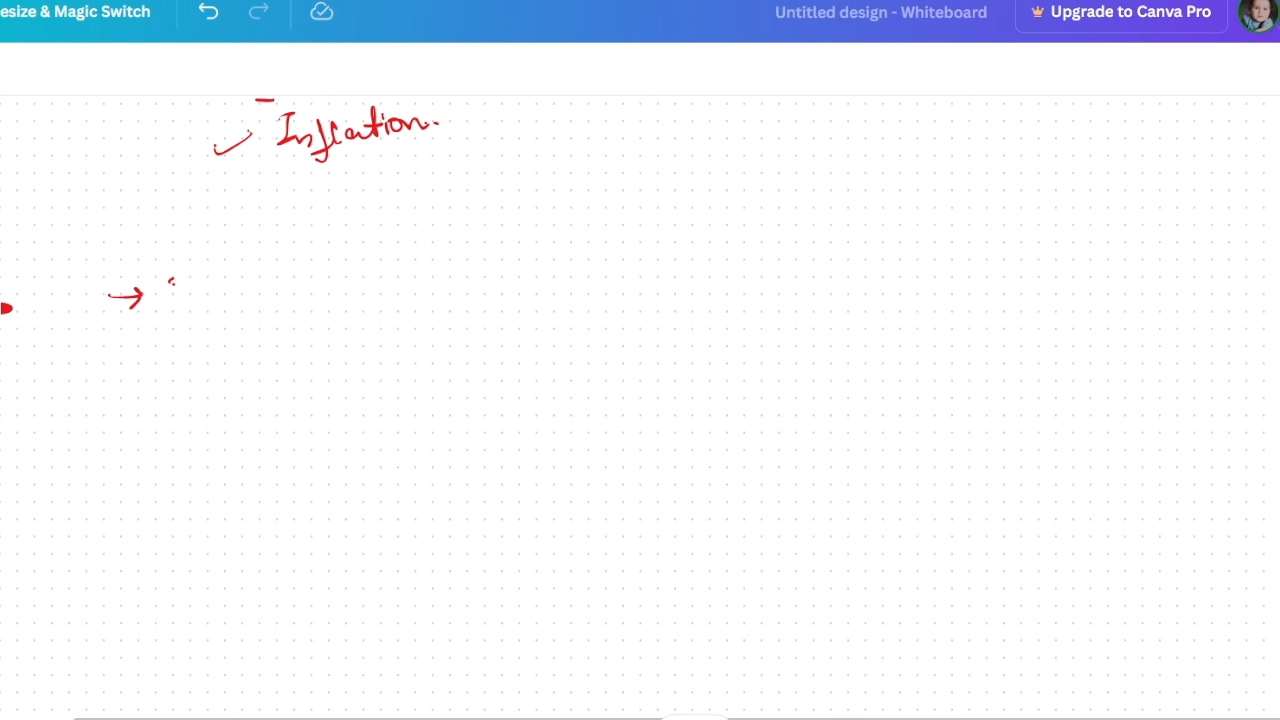 esize & Magic Switch Untitled design - Whiteboard Upgrade to Canva Pro
Inflation.